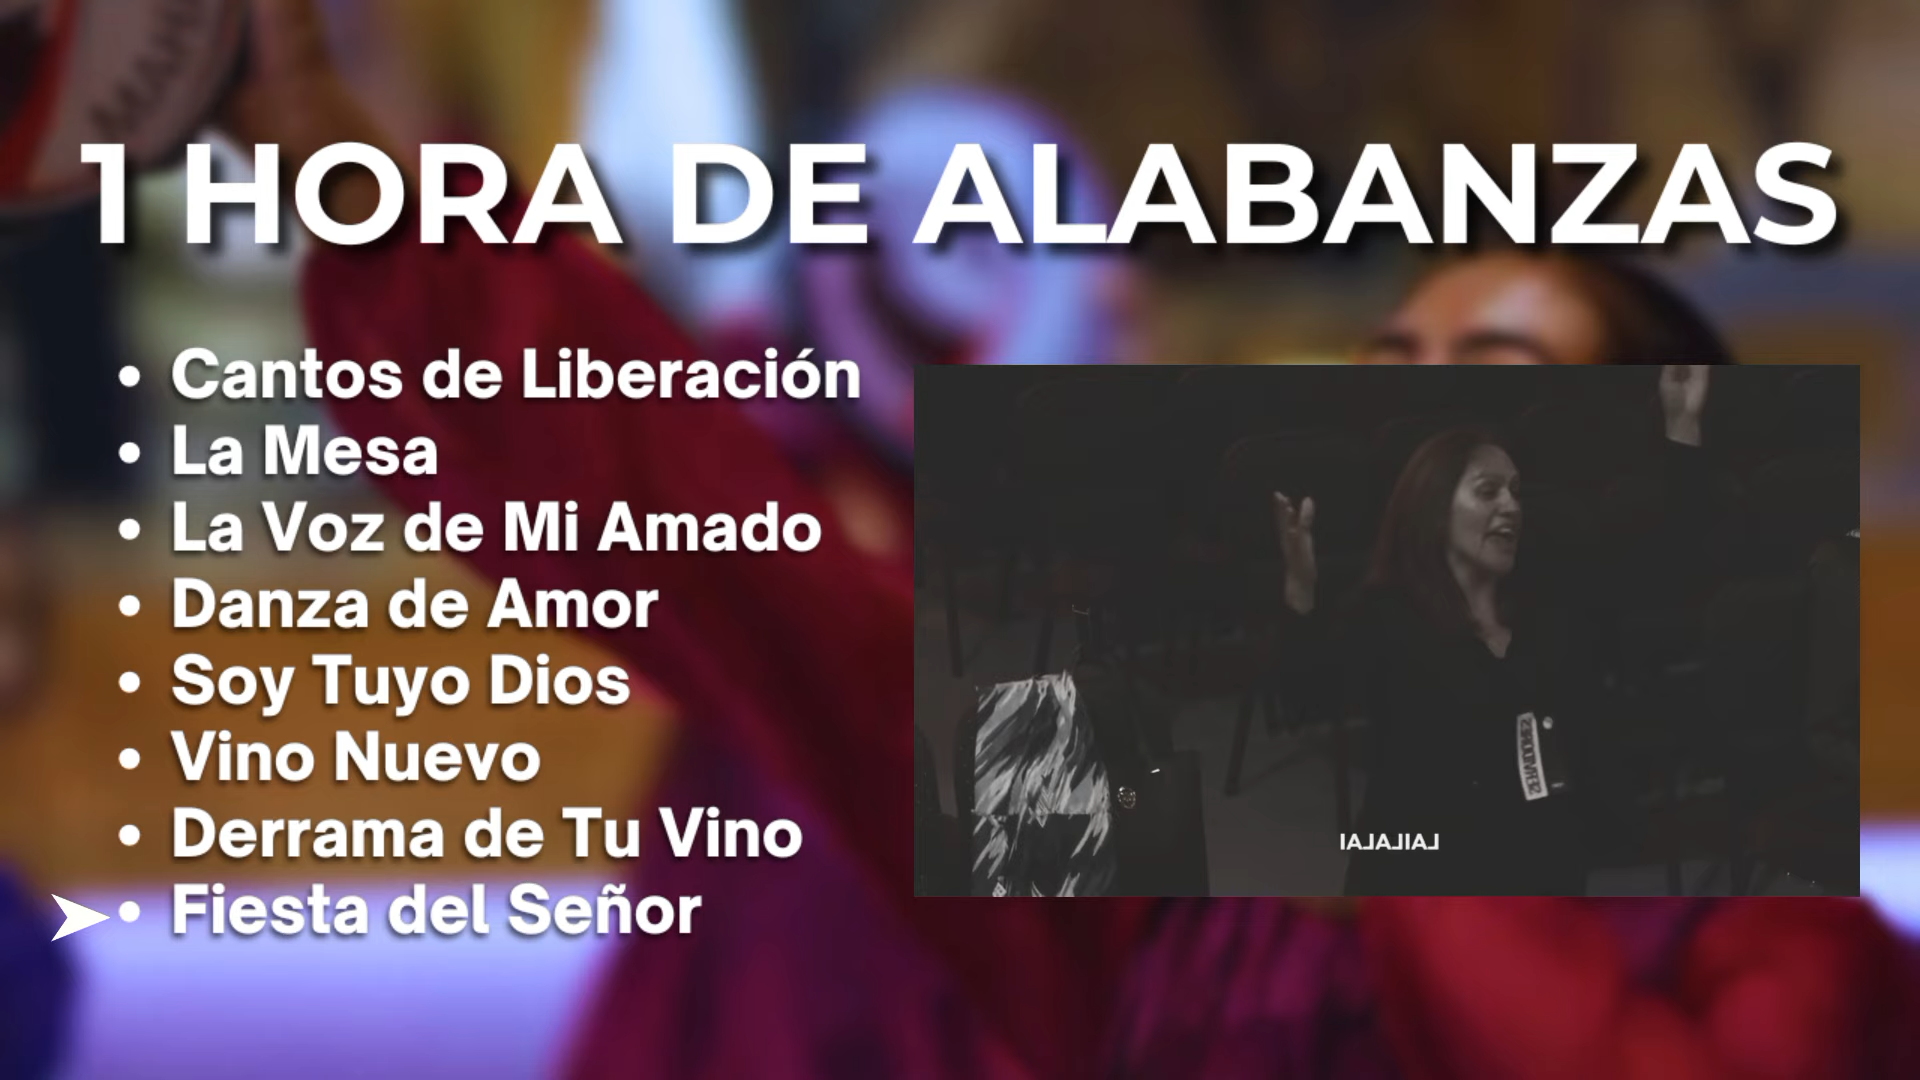 1 HORA DE ALABANZAS
• Cantos de Liberación
• La Mesa
• La Voz de Mi Amado
• Danza de Amor
• Soy Tuyo Dios
• Vino Nuevo
• Derrama de Tu Vino
• Fiesta del Señor
LAILALAI